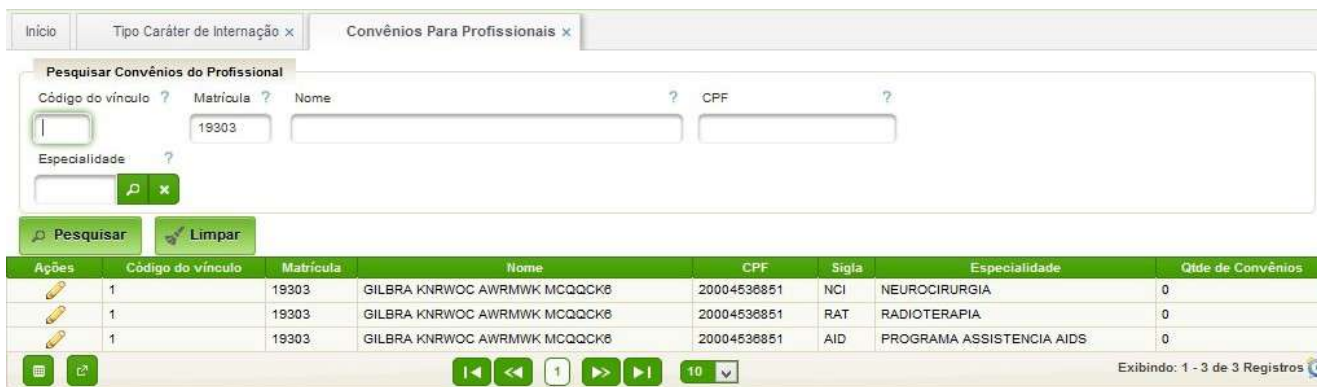 Início Tipo Caráter de Internação x Convênios Para Profissionais x
Pesquisar Convênios do Profissional
Código do vínculo ? Matrícula ? Nome ? CPF ?
19303
Especialidade ?
Pesquisar Limpar
Ações Código do vínculo Matrícula Nome CPF Sigla Especialidade Qtde de Convênios
1 19303 GILBRA KNRWOC AWRMWK MCQQCK6 20004536851 NCI NEUROCIRURGIA 0
1 19303 GILBRA KNRWOC AWRMWK MCQQCK6 20004536851 RAT RADIOTERAPIA 0
1 19303 GILBRA KNRWOC AWRMWK MCQQCK6 20004536851 AID PROGRAMA ASSISTENCIA AIDS 0
1 10 Exibindo: 1 - 3 de 3 Registros